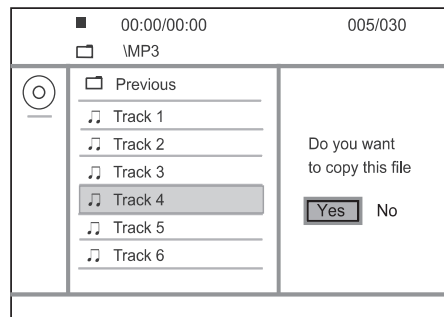 00:00/00:00 005/030
\MP3
Previous
Track 1
Track 2
Track 3
Track 4
Track 5
Track 6
Do you want
to copy this file
Yes No